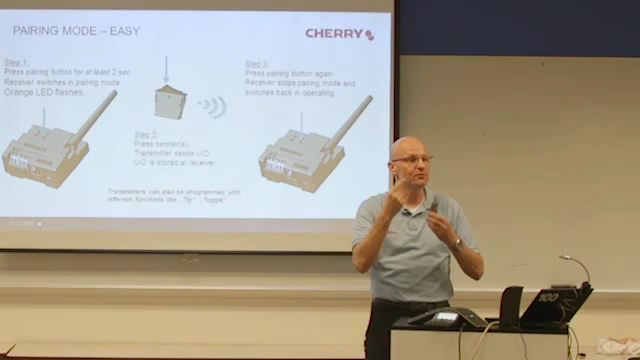 PAIRING MODE – EASY
CHERRY
Step 1:
Press pairing button for at least 2 sec
Receiver switches in pairing mode
Orange LED flashes.
Step 2:
Press sender(s)
Transmitter sends UID
UID is stored at receiver
Step 3:
Press pairing button again.
Receiver stops pairing mode and
switches back in operating.
Transmitters can also be programmed with
different functions like „Tip", „Toggle"
100